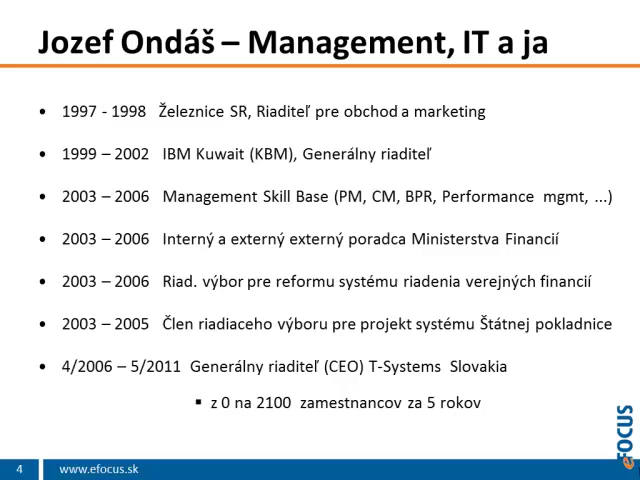 Jozef Ondáš – Management, IT a ja
• 1997 - 1998 Železnice SR, Riaditeľ pre obchod a marketing
• 1999 – 2002 IBM Kuwait (KBM), Generálny riaditeľ
• 2003 – 2006 Management Skill Base (PM, CM, BPR, Performance mgmt, ...)
• 2003 – 2006 Interný a externý externý poradca Ministerstva Financií
• 2003 – 2006 Riad. výbor pre reformu systému riadenia verejných financií
• 2003 – 2005 Člen riadiaceho výboru pre projekt systému Štátnej pokladnice
• 4/2006 – 5/2011 Generálny riaditeľ (CEO) T-Systems Slovakia
▪ z 0 na 2100 zamestnancov za 5 rokov
eFOCUS
4 www.efocus.sk